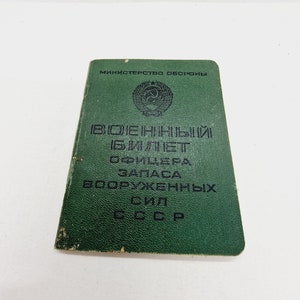 МИНИСТЕРСТВО ОБОРОНЫ
ВОЕННЫЙ
БИЛЕТ
ОФИЦЕРА
ЗАПАСА
ВООРУЖЕННЫХ
СИЛ
СССР